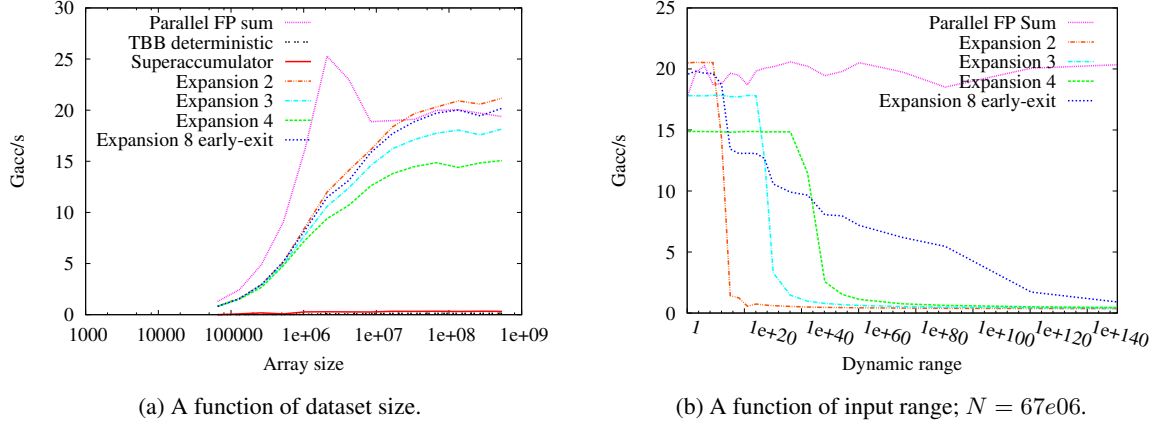 30
25
20
15
10
5
0
Gacc/s
Parallel FP sum
TBB deterministic
Superaccumulator
Expansion 2
Expansion 3
Expansion 4
Expansion 8 early-exit
1000 10000 100000 1e+06 1e+07 1e+08 1e+09
Array size
(a) A function of dataset size.
25
20
15
10
5
0
Gacc/s
Parallel FP Sum
Expansion 2
Expansion 3
Expansion 4
Expansion 8 early-exit
1 1e+20 1e+40 1e+60 1e+80 1e+100 1e+120 1e+140
Dynamic range
(b) A function of input range; N = 67e06.